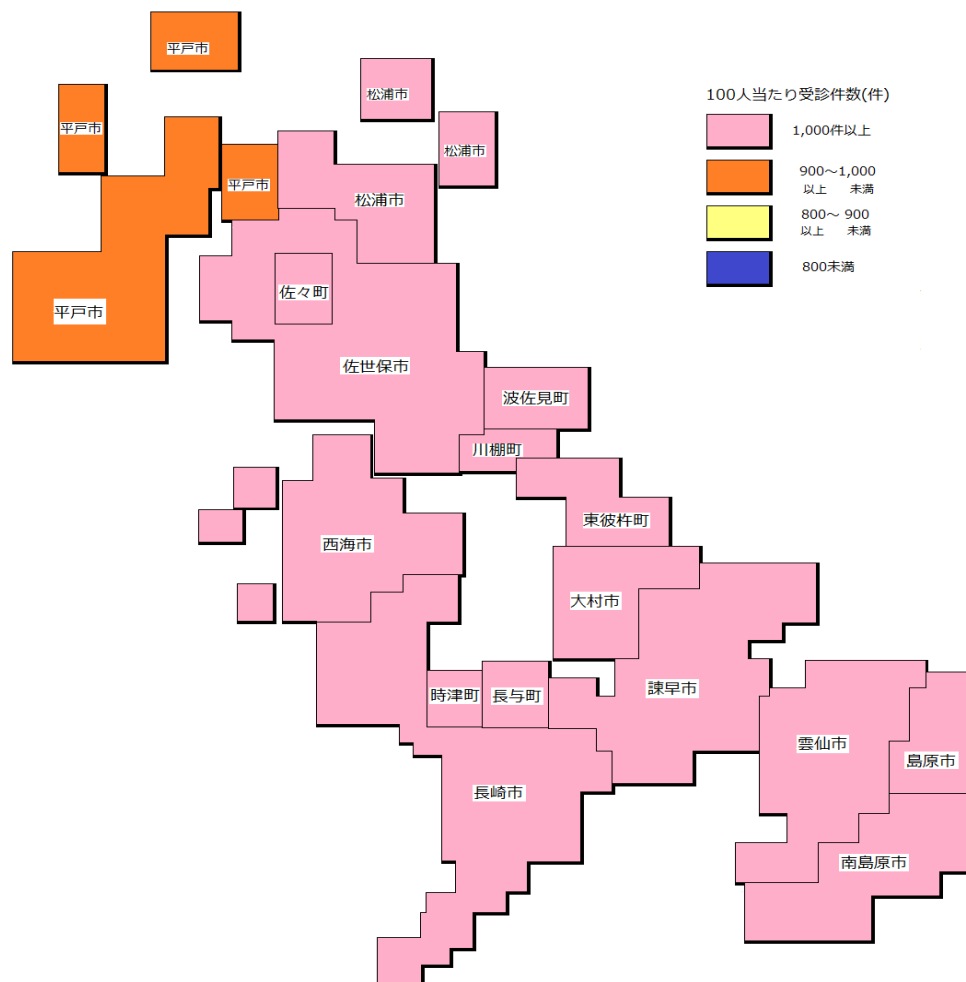 平戸市
松浦市
100人当たり受診件数(件)
平戸市
松浦市
1,000件以上
平戸市
松浦市
900～1,000
以上 未満
800～ 900
以上 未満
800未満
佐々町
平戸市
佐世保市
波佐見町
川棚町
東彼杵町
西海市
大村市
諫早市
時津町
長与町
雲仙市
島原市
長崎市
南島原市